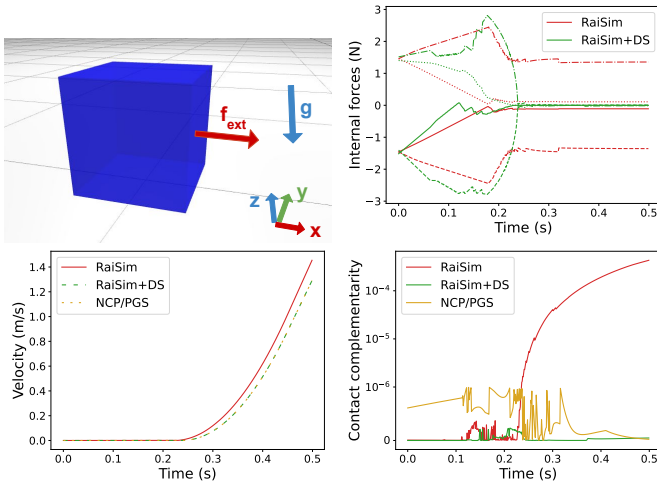 f_ext
g
z
y
x
Internal forces (N)
3
2
1
0
−1
−2
−3
RaiSim
RaiSim+DS
0.0
0.1
0.2
0.3
0.4
0.5
Time (s)
Velocity (m/s)
1.4
1.2
1.0
0.8
0.6
0.4
0.2
0.0
RaiSim
RaiSim+DS
NCP/PGS
0.0
0.1
0.2
0.3
0.4
0.5
Time (s)
Contact complementarity
10⁻⁴
10⁻⁵
10⁻⁶
0
RaiSim
RaiSim+DS
NCP/PGS
0.0
0.1
0.2
0.3
0.4
0.5
Time (s)